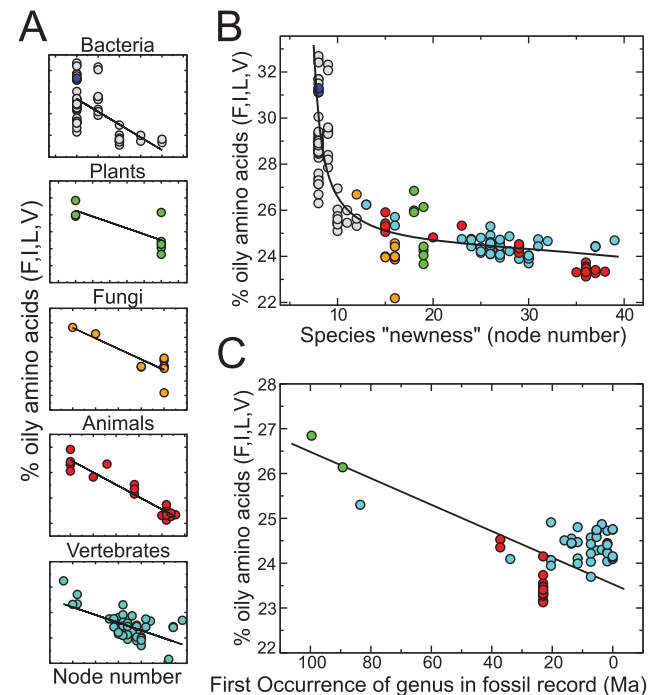 A
Bacteria
Plants
Fungi
Animals
Vertebrates
% oily amino acids (F,I,L,V)
Node number
B
% oily amino acids (F,I,L,V)
32
30
28
26
24
22
10
20
30
40
Species "newness" (node number)
C
% oily amino acids (F,I,L,V)
28
27
26
25
24
23
22
100
80
60
40
20
0
First Occurrence of genus in fossil record (Ma)